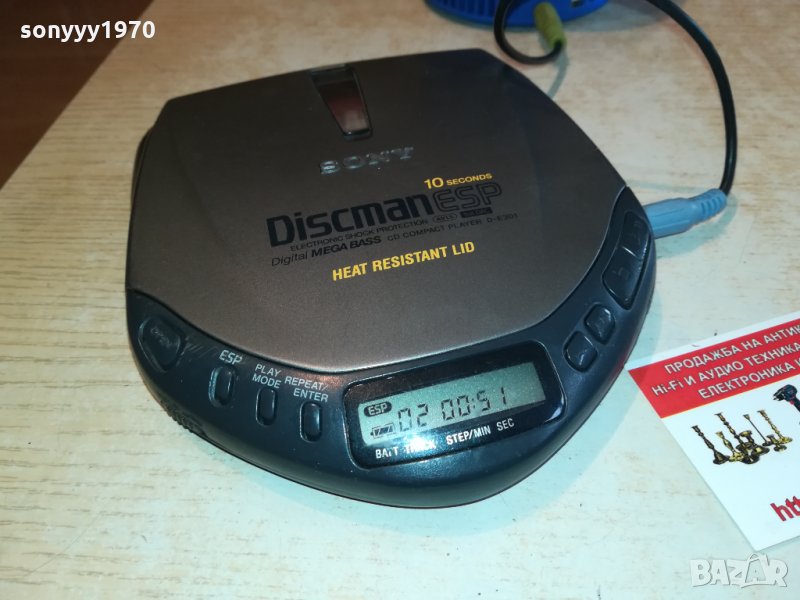 sonyyy1970
SONY
10 SECONDS
Discman ESP
ELECTRONIC SHOCK PROTECTION AVLS
Digital MEGA BASS CD COMPACT PLAYER D-E301
HEAT RESISTANT LID
ESP
PLAY MODE
REPEAT/ENTER
ESP
02 00:51
BATT TRACK STEP/MIN SEC
ПРОДАЖБА НА АНТИК
Hi-Fi И АУДИО ТЕХНИКА
ЕЛЕКТРОНИКА
htt
BAZAR